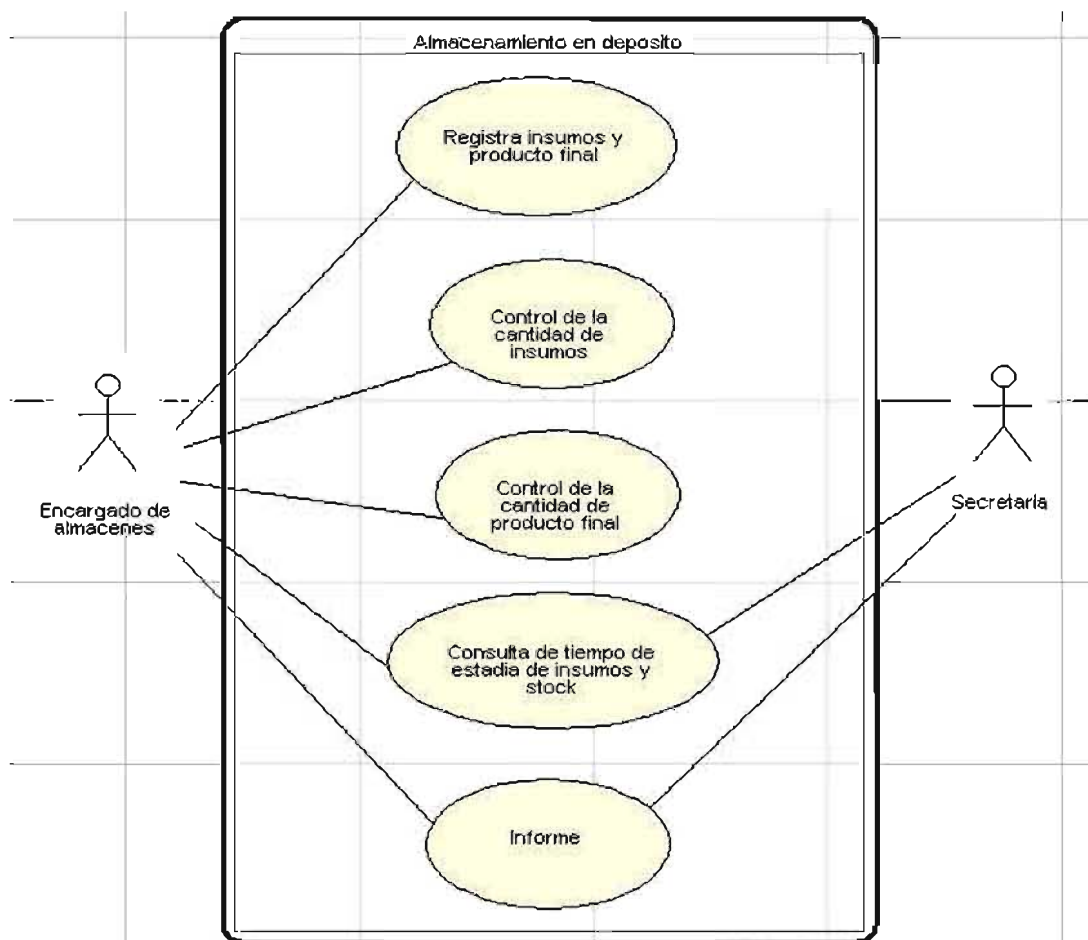 Almacenamiento en deposito
Registra insumos y
producto final
Control de la
cantidad de
insumos
Control de la
cantidad de
producto final
Encargado de
almacenes
Secretaria
Consulta de tiempo de
estadia de insumos y
stock
Informe